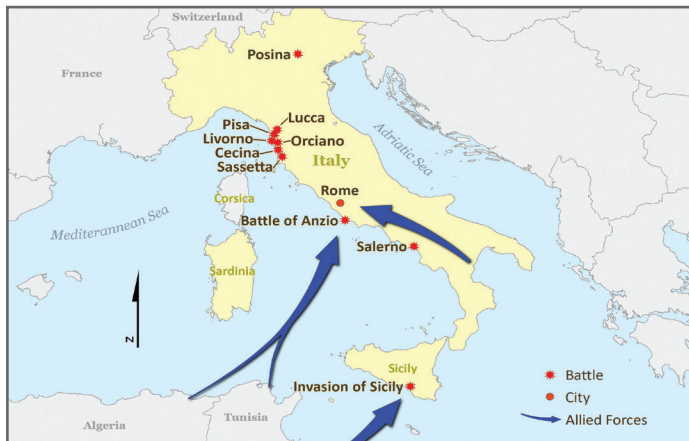 Switzerland
France
Posina
Lucca
Pisa
Livorno
Orciano
Cecina
Italy
Sassetta
Adriatic Sea
Corsica
Rome
Mediterannean Sea
Battle of Anzio
Salerno
Sardinia
N
Sicily
Invasion of Sicily
Battle
City
Allied Forces
Algeria
Tunisia